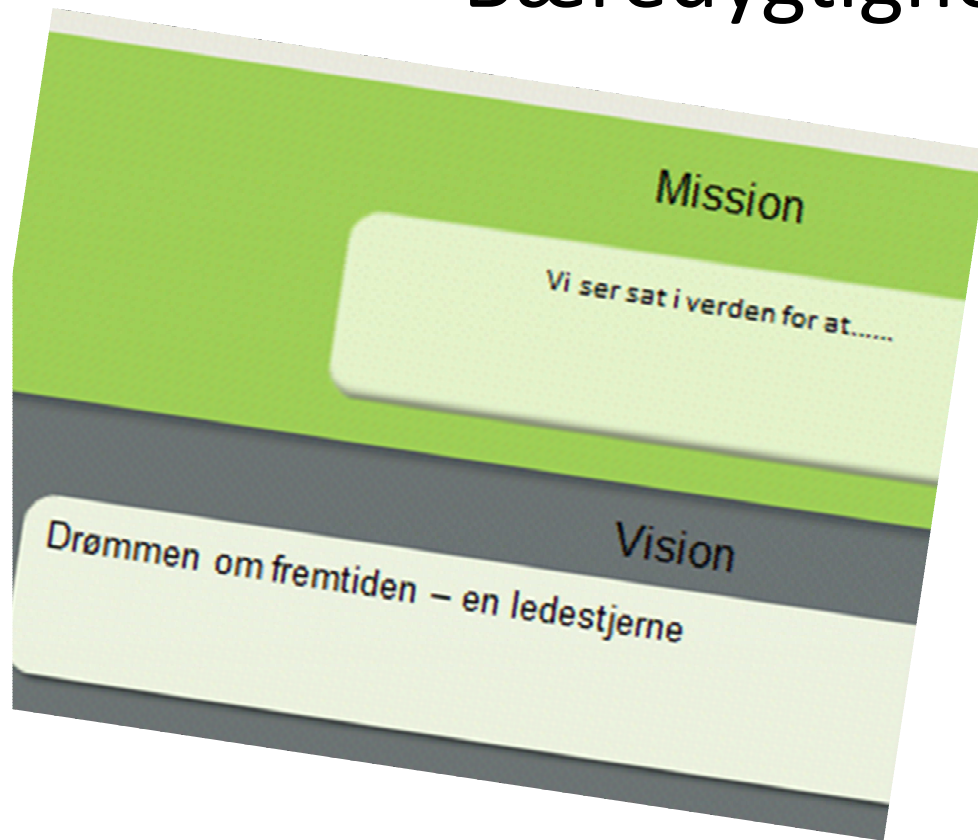 Mission
Vi ser sat i verden for at......
Vision
Drømmen om fremtiden – en ledestjerne